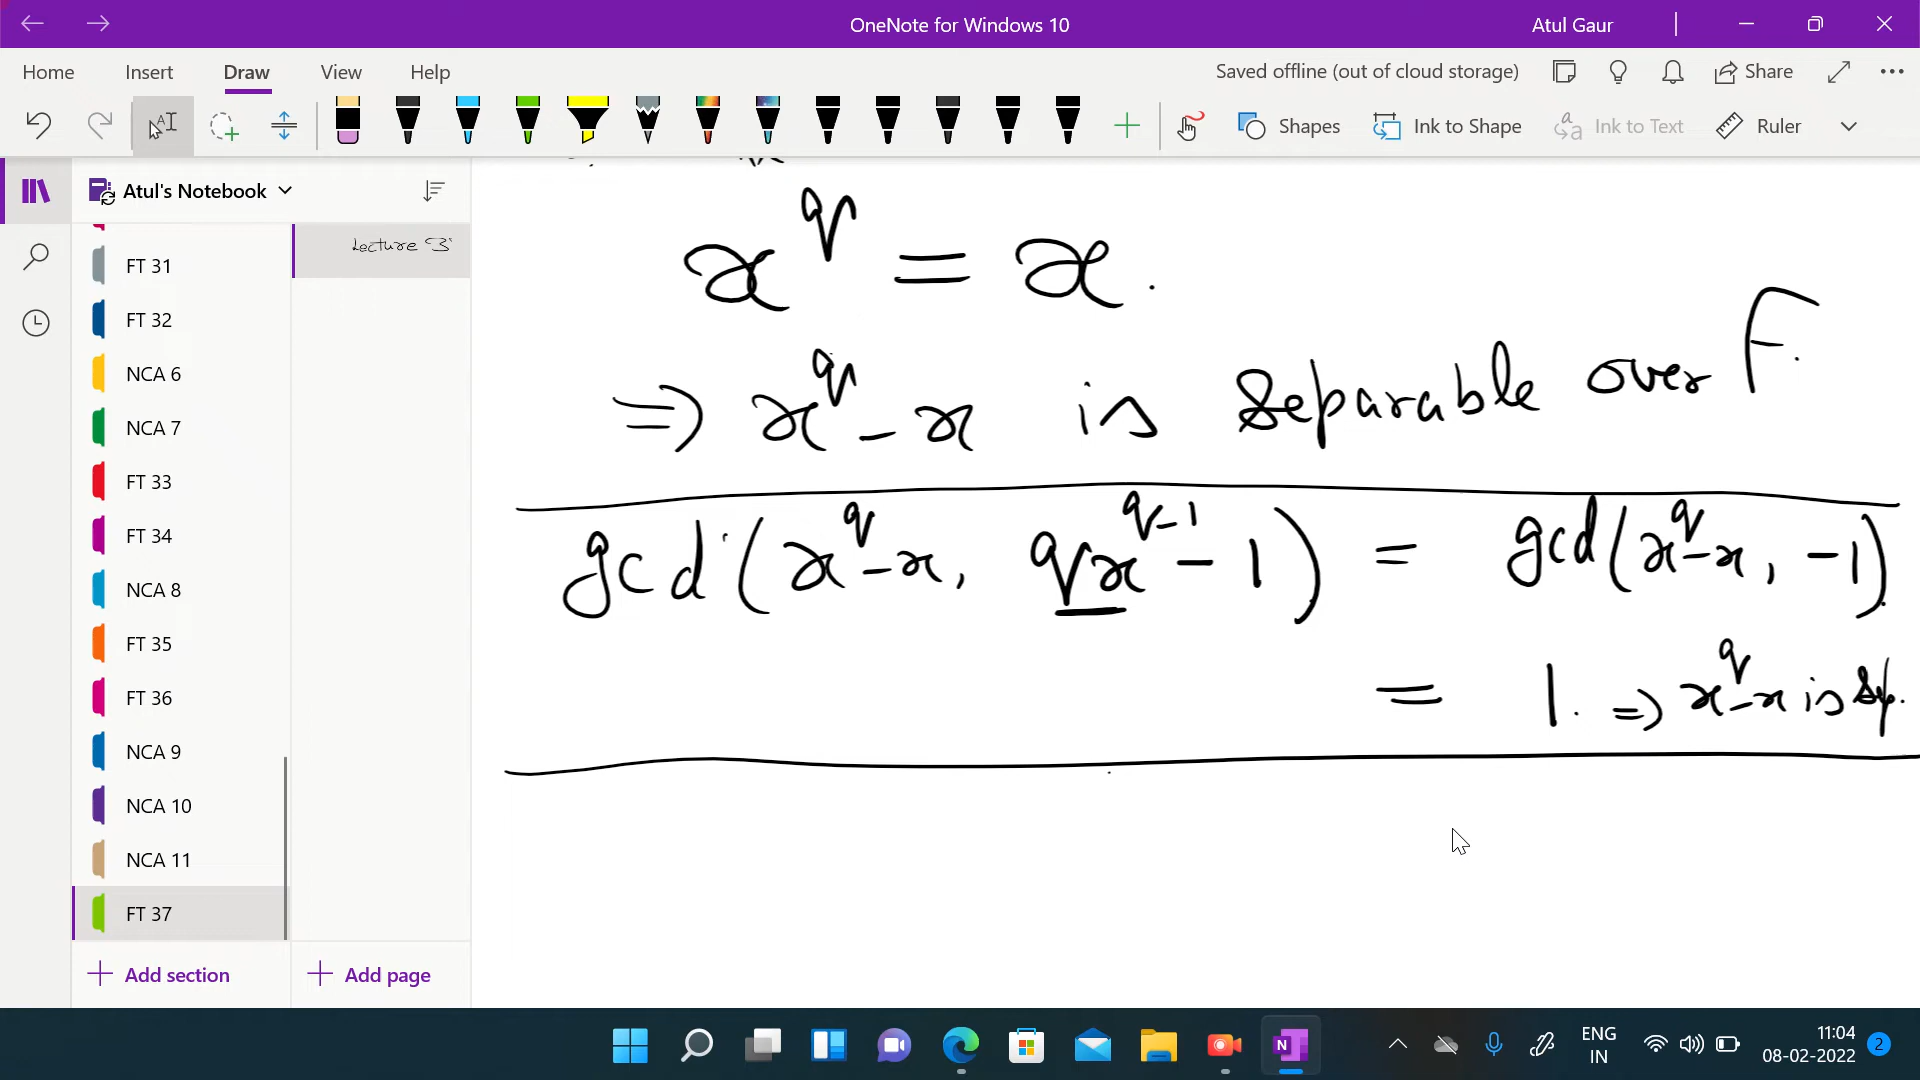 OneNote for Windows 10
Atul Gaur
Home Insert Draw View Help
Saved offline (out of cloud storage)
Share
Shapes
Ink to Shape
Ink to Text
Ruler
Atul's Notebook
FT 31
FT 32
NCA 6
NCA 7
FT 33
FT 34
NCA 8
FT 35
FT 36
NCA 9
NCA 10
NCA 11
FT 37
Add section
Lecture 3
Add page
x^q = x.
=> x^q - x is separable over F.
gcd(x^q - x, qx^{q-1} - 1) = gcd(x^q - x, -1)
= 1. => x^q - x is sep.
ENG
IN
11:04
08-02-2022
2